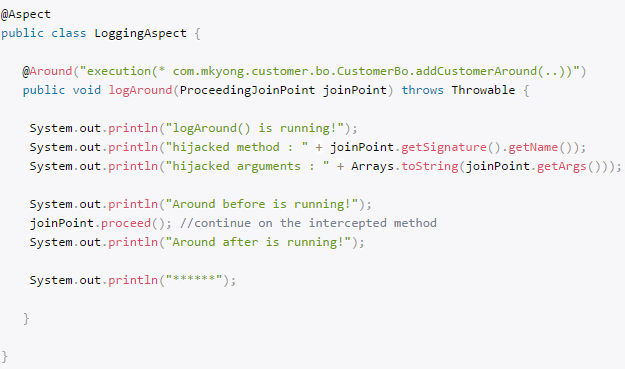 @Aspect
public class LoggingAspect {
@Around("execution(* com.mkyong.customer.bo.CustomerBo.addCustomerAround(..))")
public void logAround(ProceedingJoinPoint joinPoint) throws Throwable {
System.out.println("logAround() is running!");
System.out.println("hijacked method : " + joinPoint.getSignature().getName());
System.out.println("hijacked arguments : " + Arrays.toString(joinPoint.getArgs()));
System.out.println("Around before is running!");
joinPoint.proceed(); //continue on the intercepted method
System.out.println("Around after is running!");
System.out.println("******");
}
}